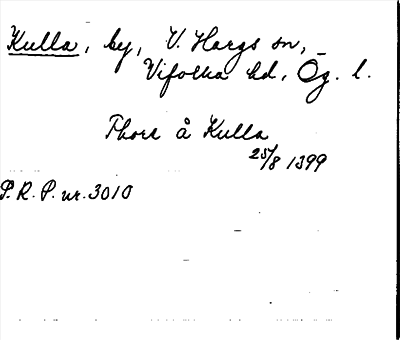 Kulla, by, V. Hargs sn,
Vifolka hd, Ög. l.
Thore å Kulla
25/8 1399
P.R.P. nr. 3010